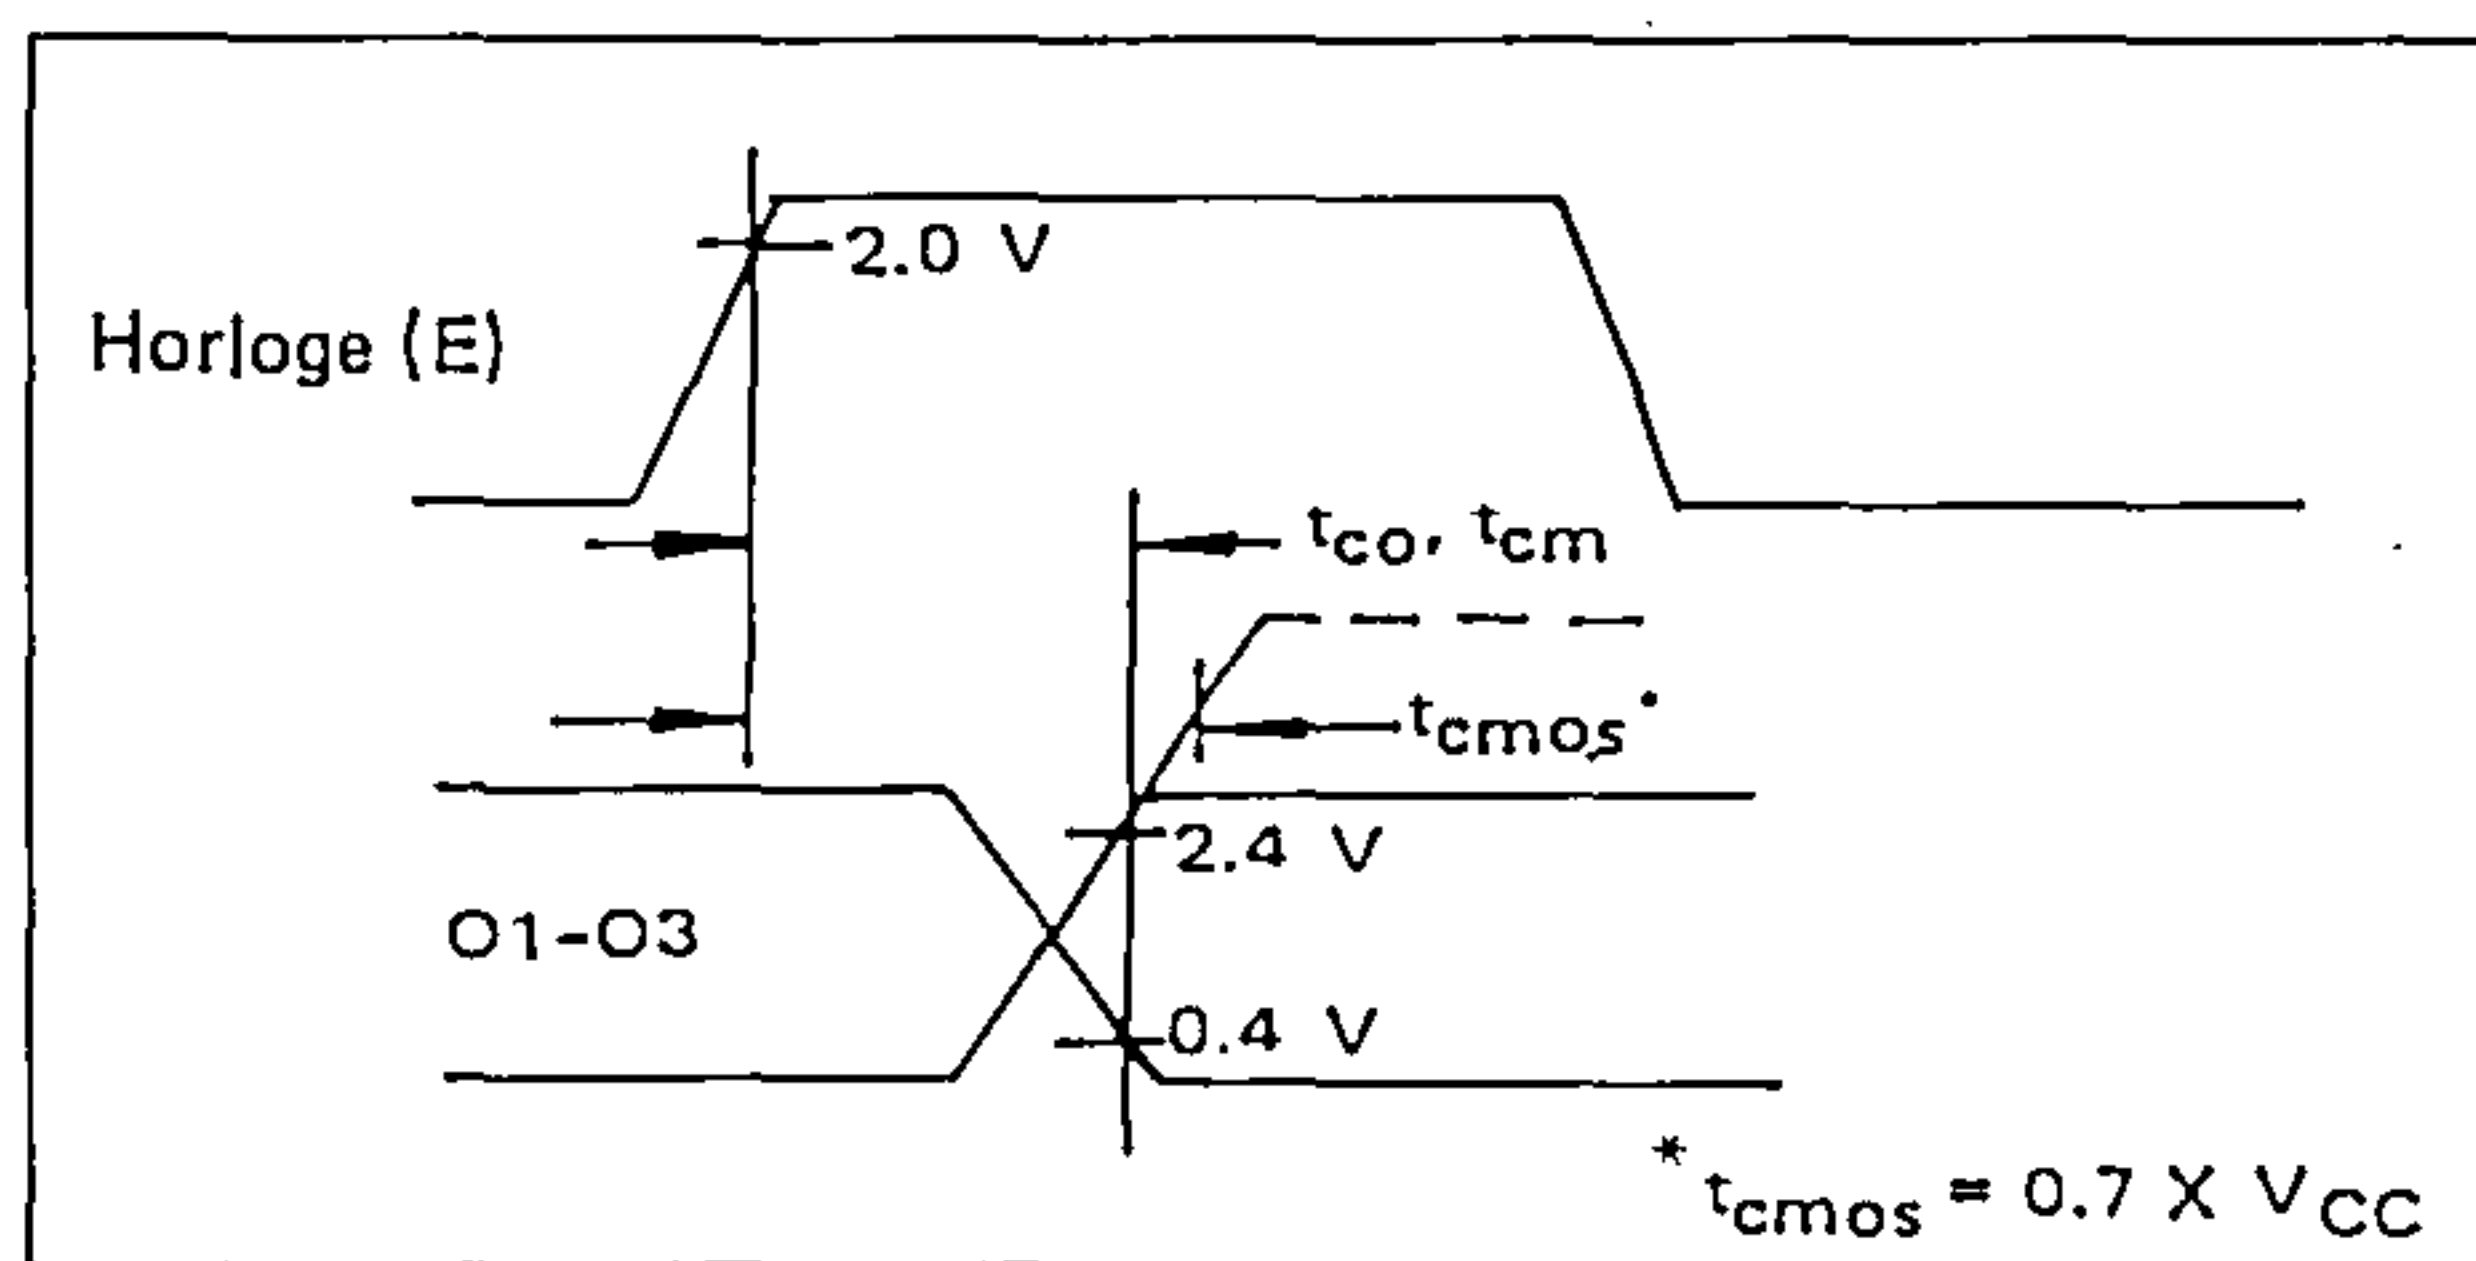 2.0 V
Horloge (E)
tco, tcm
tcmos*
2.4 V
O1-O3
0.4 V
* tcmos = 0.7 X VCC